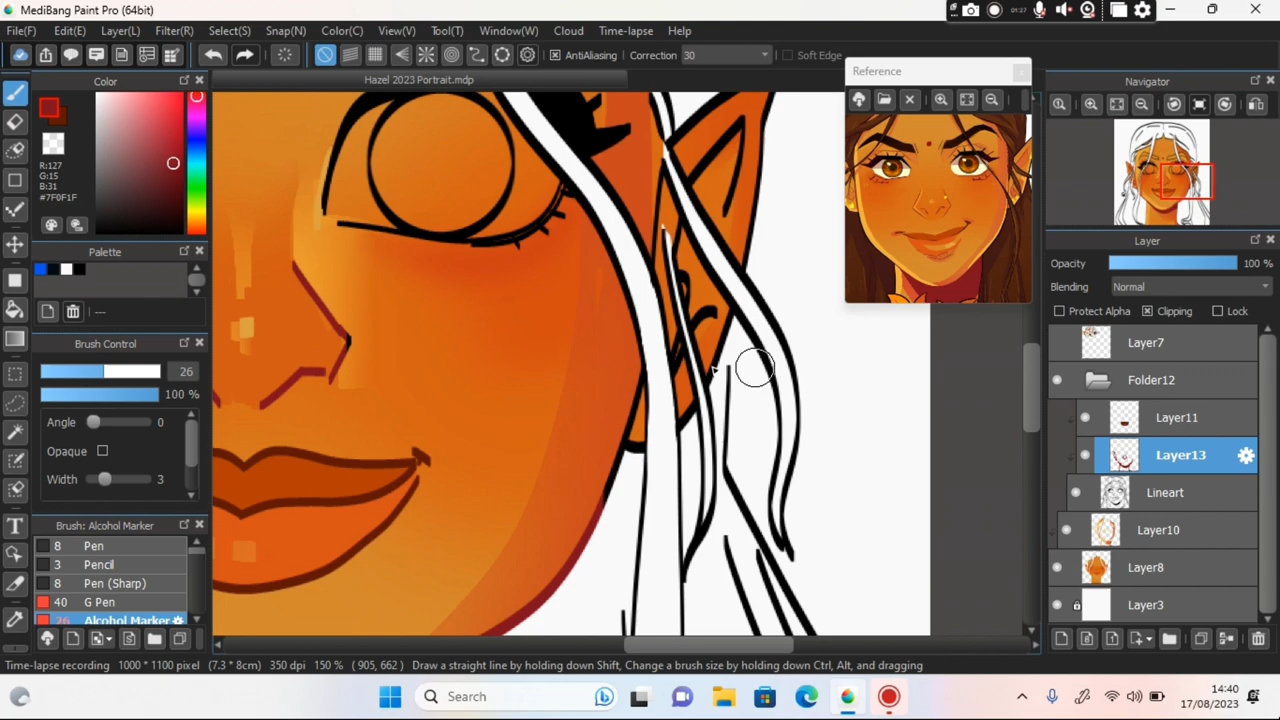 MediBang Paint Pro (64bit)
01:27
File(F) Edit(E) Layer(L) Filter(R) Select(S) Snap(N) Color(C) View(V) Tool(T) Window(W) Cloud Time-lapse Help
AntiAliasing Correction 30 Soft Edge
Color
Hazel 2023 Portrait.mdp
Reference
Navigator
R:127
G:15
B:31
#7F0F1F
Palette
---
Brush Control
26
100 %
Angle 0
Opaque
Width 3
Brush: Alcohol Marker
8 Pen
3 Pencil
8 Pen (Sharp)
40 G Pen
26 Alcohol Marker
Layer
Opacity 100 %
Blending Normal
Protect Alpha Clipping Lock
Layer7
Folder12
Layer11
Layer13
Lineart
Layer10
Layer8
Layer3
Time-lapse recording 1000 * 1100 pixel (7.3 * 8cm) 350 dpi 150 % ( 905, 662 ) Draw a straight line by holding down Shift, Change a brush size by holding down Ctrl, Alt, and dragging
Search
14:40
17/08/2023